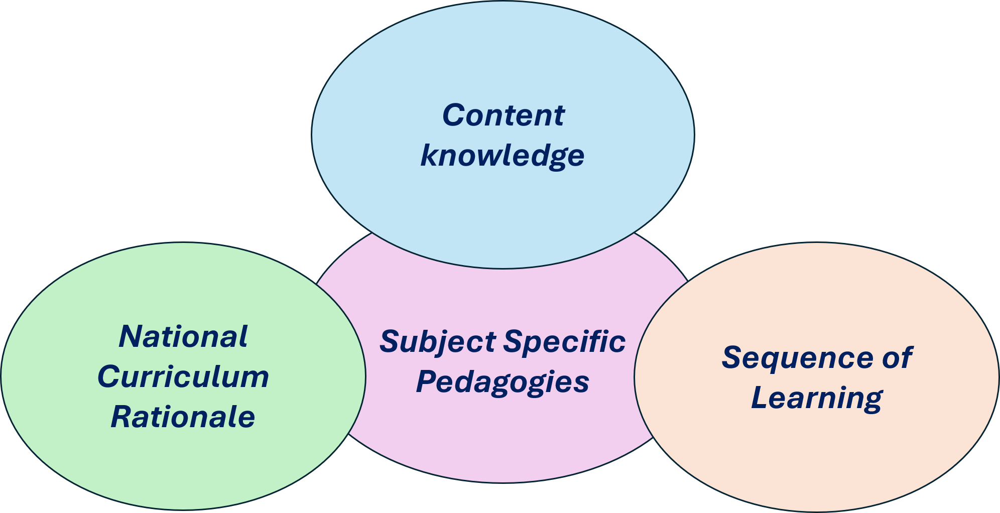 Content
knowledge
National
Curriculum
Rationale
Subject Specific
Pedagogies
Sequence of
Learning